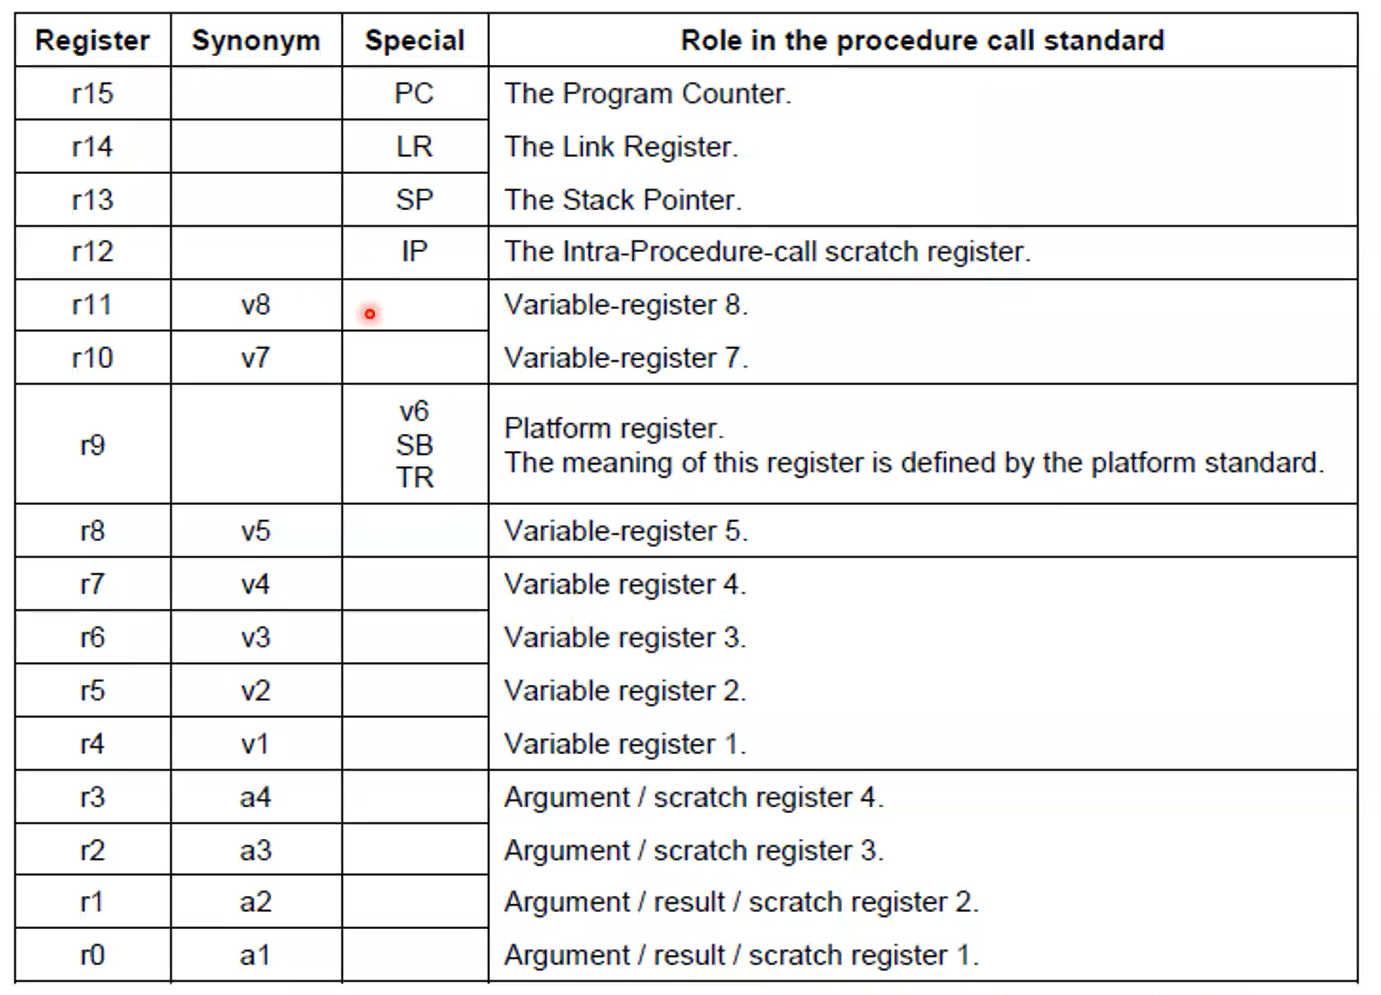 Register Synonym Special Role in the procedure call standard
r15 PC The Program Counter.
r14 LR The Link Register.
r13 SP The Stack Pointer.
r12 IP The Intra-Procedure-call scratch register.
r11 v8 Variable-register 8.
r10 v7 Variable-register 7.
r9
v6
SB
TR
Platform register.
The meaning of this register is defined by the platform standard.
r8 v5 Variable-register 5.
r7 v4 Variable register 4.
r6 v3 Variable register 3.
r5 v2 Variable register 2.
r4 v1 Variable register 1.
r3 a4 Argument / scratch register 4.
r2 a3 Argument / scratch register 3.
r1 a2 Argument / result / scratch register 2.
r0 a1 Argument / result / scratch register 1.